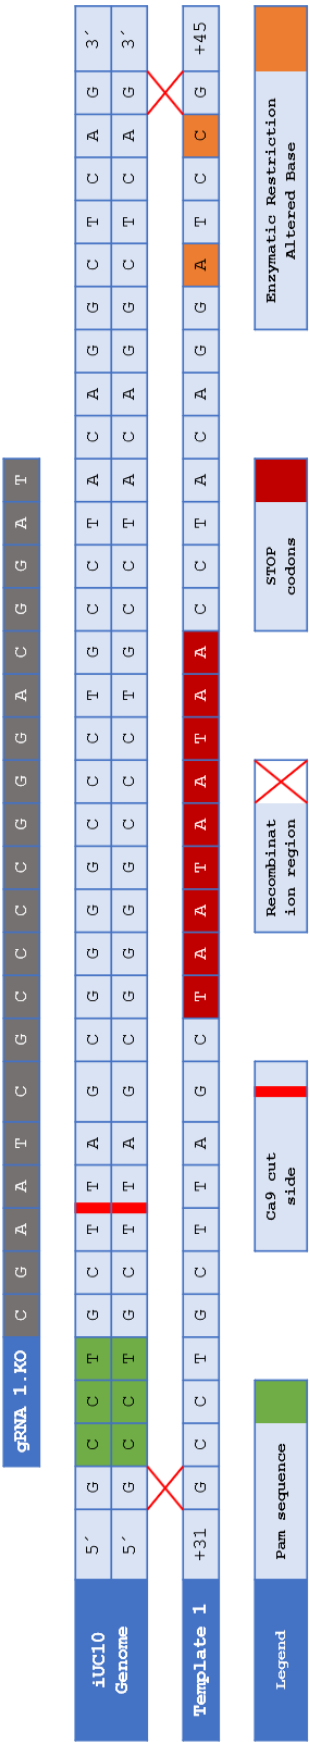 gRNA 1.KO C G A A T C G C C C C G G G A C G G A T
iUC10
Genome
5´ G C C T G C T T A G C G G G G C C C T G C C T A C A G G C T C A G 3´
5´ G C C T G C T T A G C G G G G C C C T G C C T A C A G G C T C A G 3´
Template 1 +31 G C C T G C T T A G C T A A T A A T A A C C T A C A G G A T C C G +45
Legend
Pam sequence
Ca9 cut
side
Recombinat
ion region
STOP
codons
Enzymatic Restriction
Altered Base